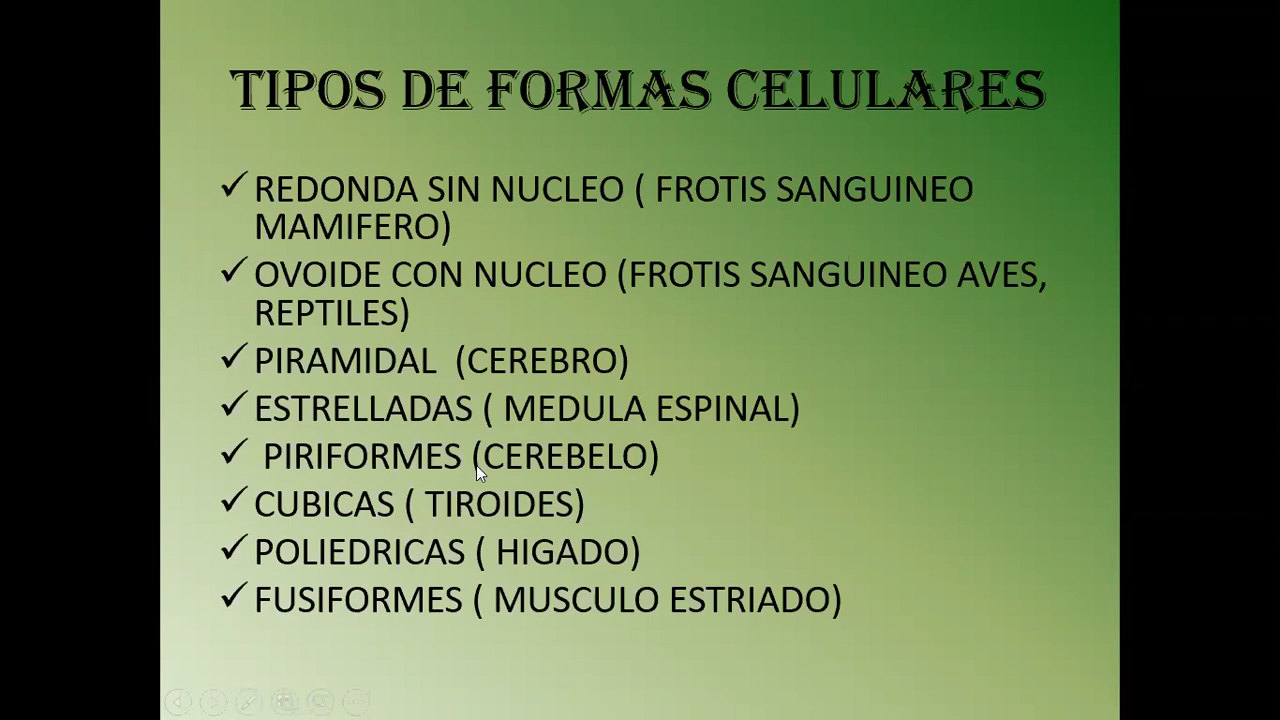 TIPOS DE FORMAS CELULARES
✓ REDONDA SIN NUCLEO ( FROTIS SANGUINEO
MAMIFERO)
✓ OVOIDE CON NUCLEO (FROTIS SANGUINEO AVES,
REPTILES)
✓ PIRAMIDAL (CEREBRO)
✓ ESTRELLADAS ( MEDULA ESPINAL)
✓ PIRIFORMES (CEREBELO)
✓ CUBICAS ( TIROIDES)
✓ POLIEDRICAS ( HIGADO)
✓ FUSIFORMES ( MUSCULO ESTRIADO)